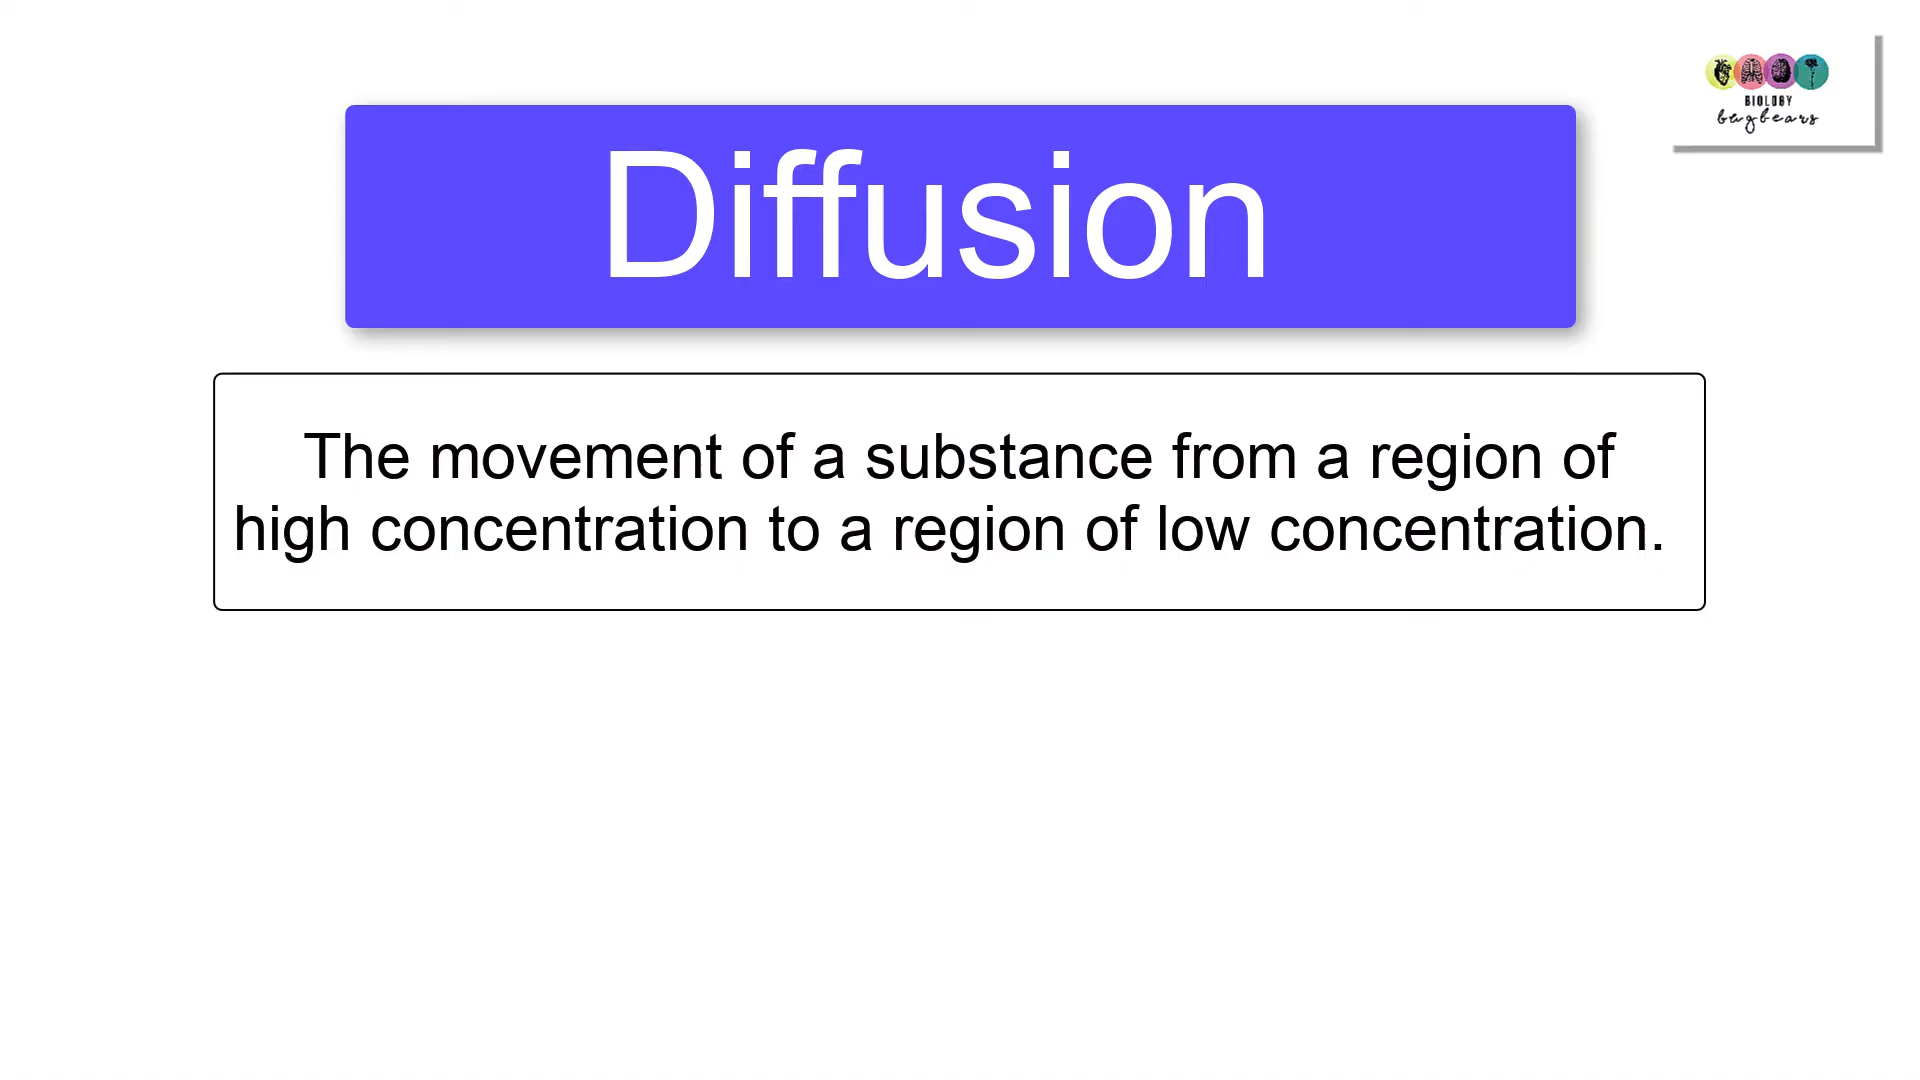 BIOLOGY
bugbears
Diffusion
The movement of a substance from a region of
high concentration to a region of low concentration.